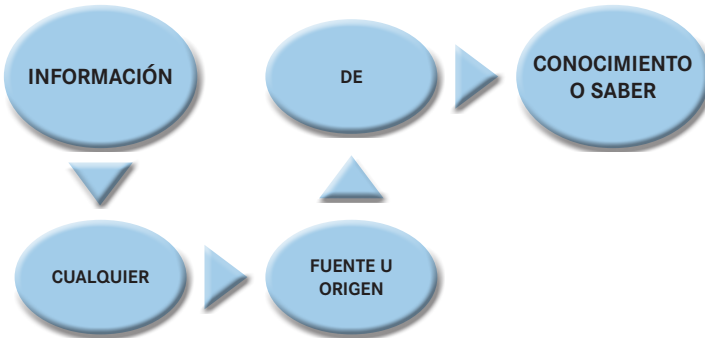 INFORMACIÓN
CUALQUIER
FUENTE U
ORIGEN
DE
CONOCIMIENTO
O SABER